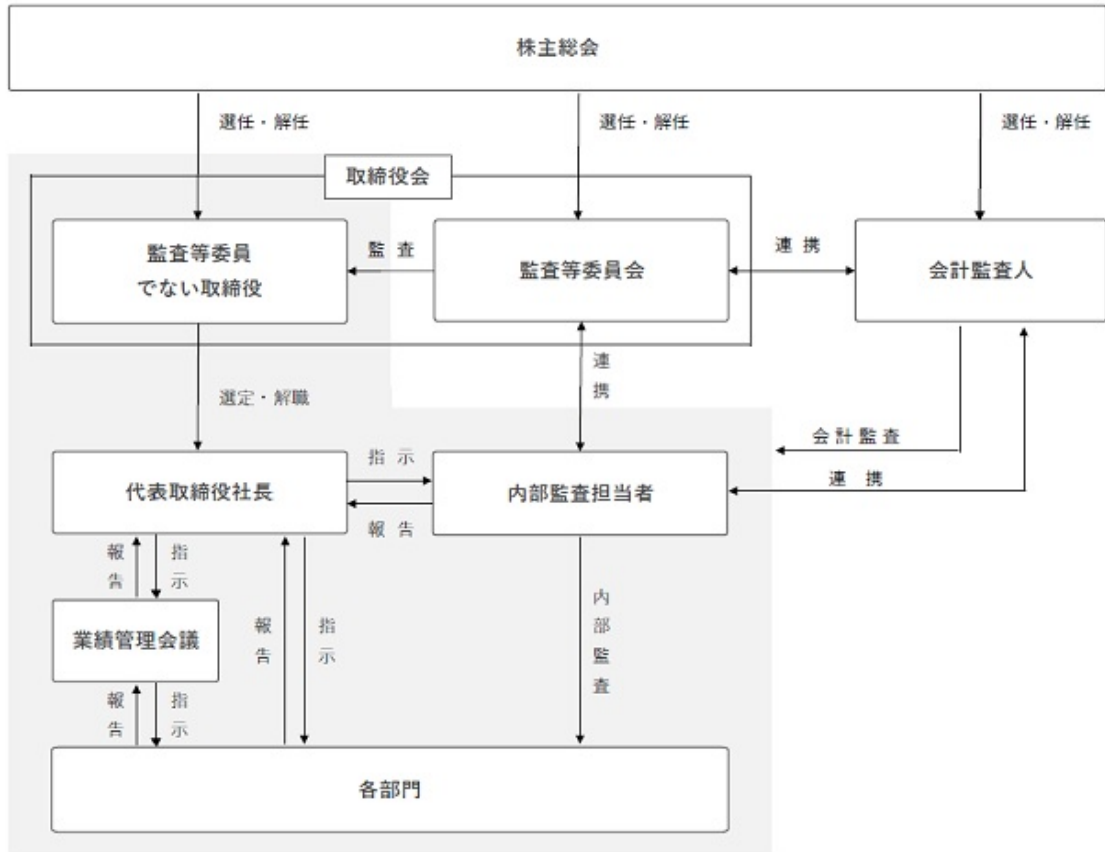 株主総会
選任・解任
選任・解任
選任・解任
取締役会
監査等委員
でない取締役
監査
監査等委員会
連携
会計監査人
選定・解職
連携
会計監査
連携
代表取締役社長
指示
報告
内部監査担当者
報告
指示
業績管理会議
報告
指示
内部監査
報告
指示
各部門